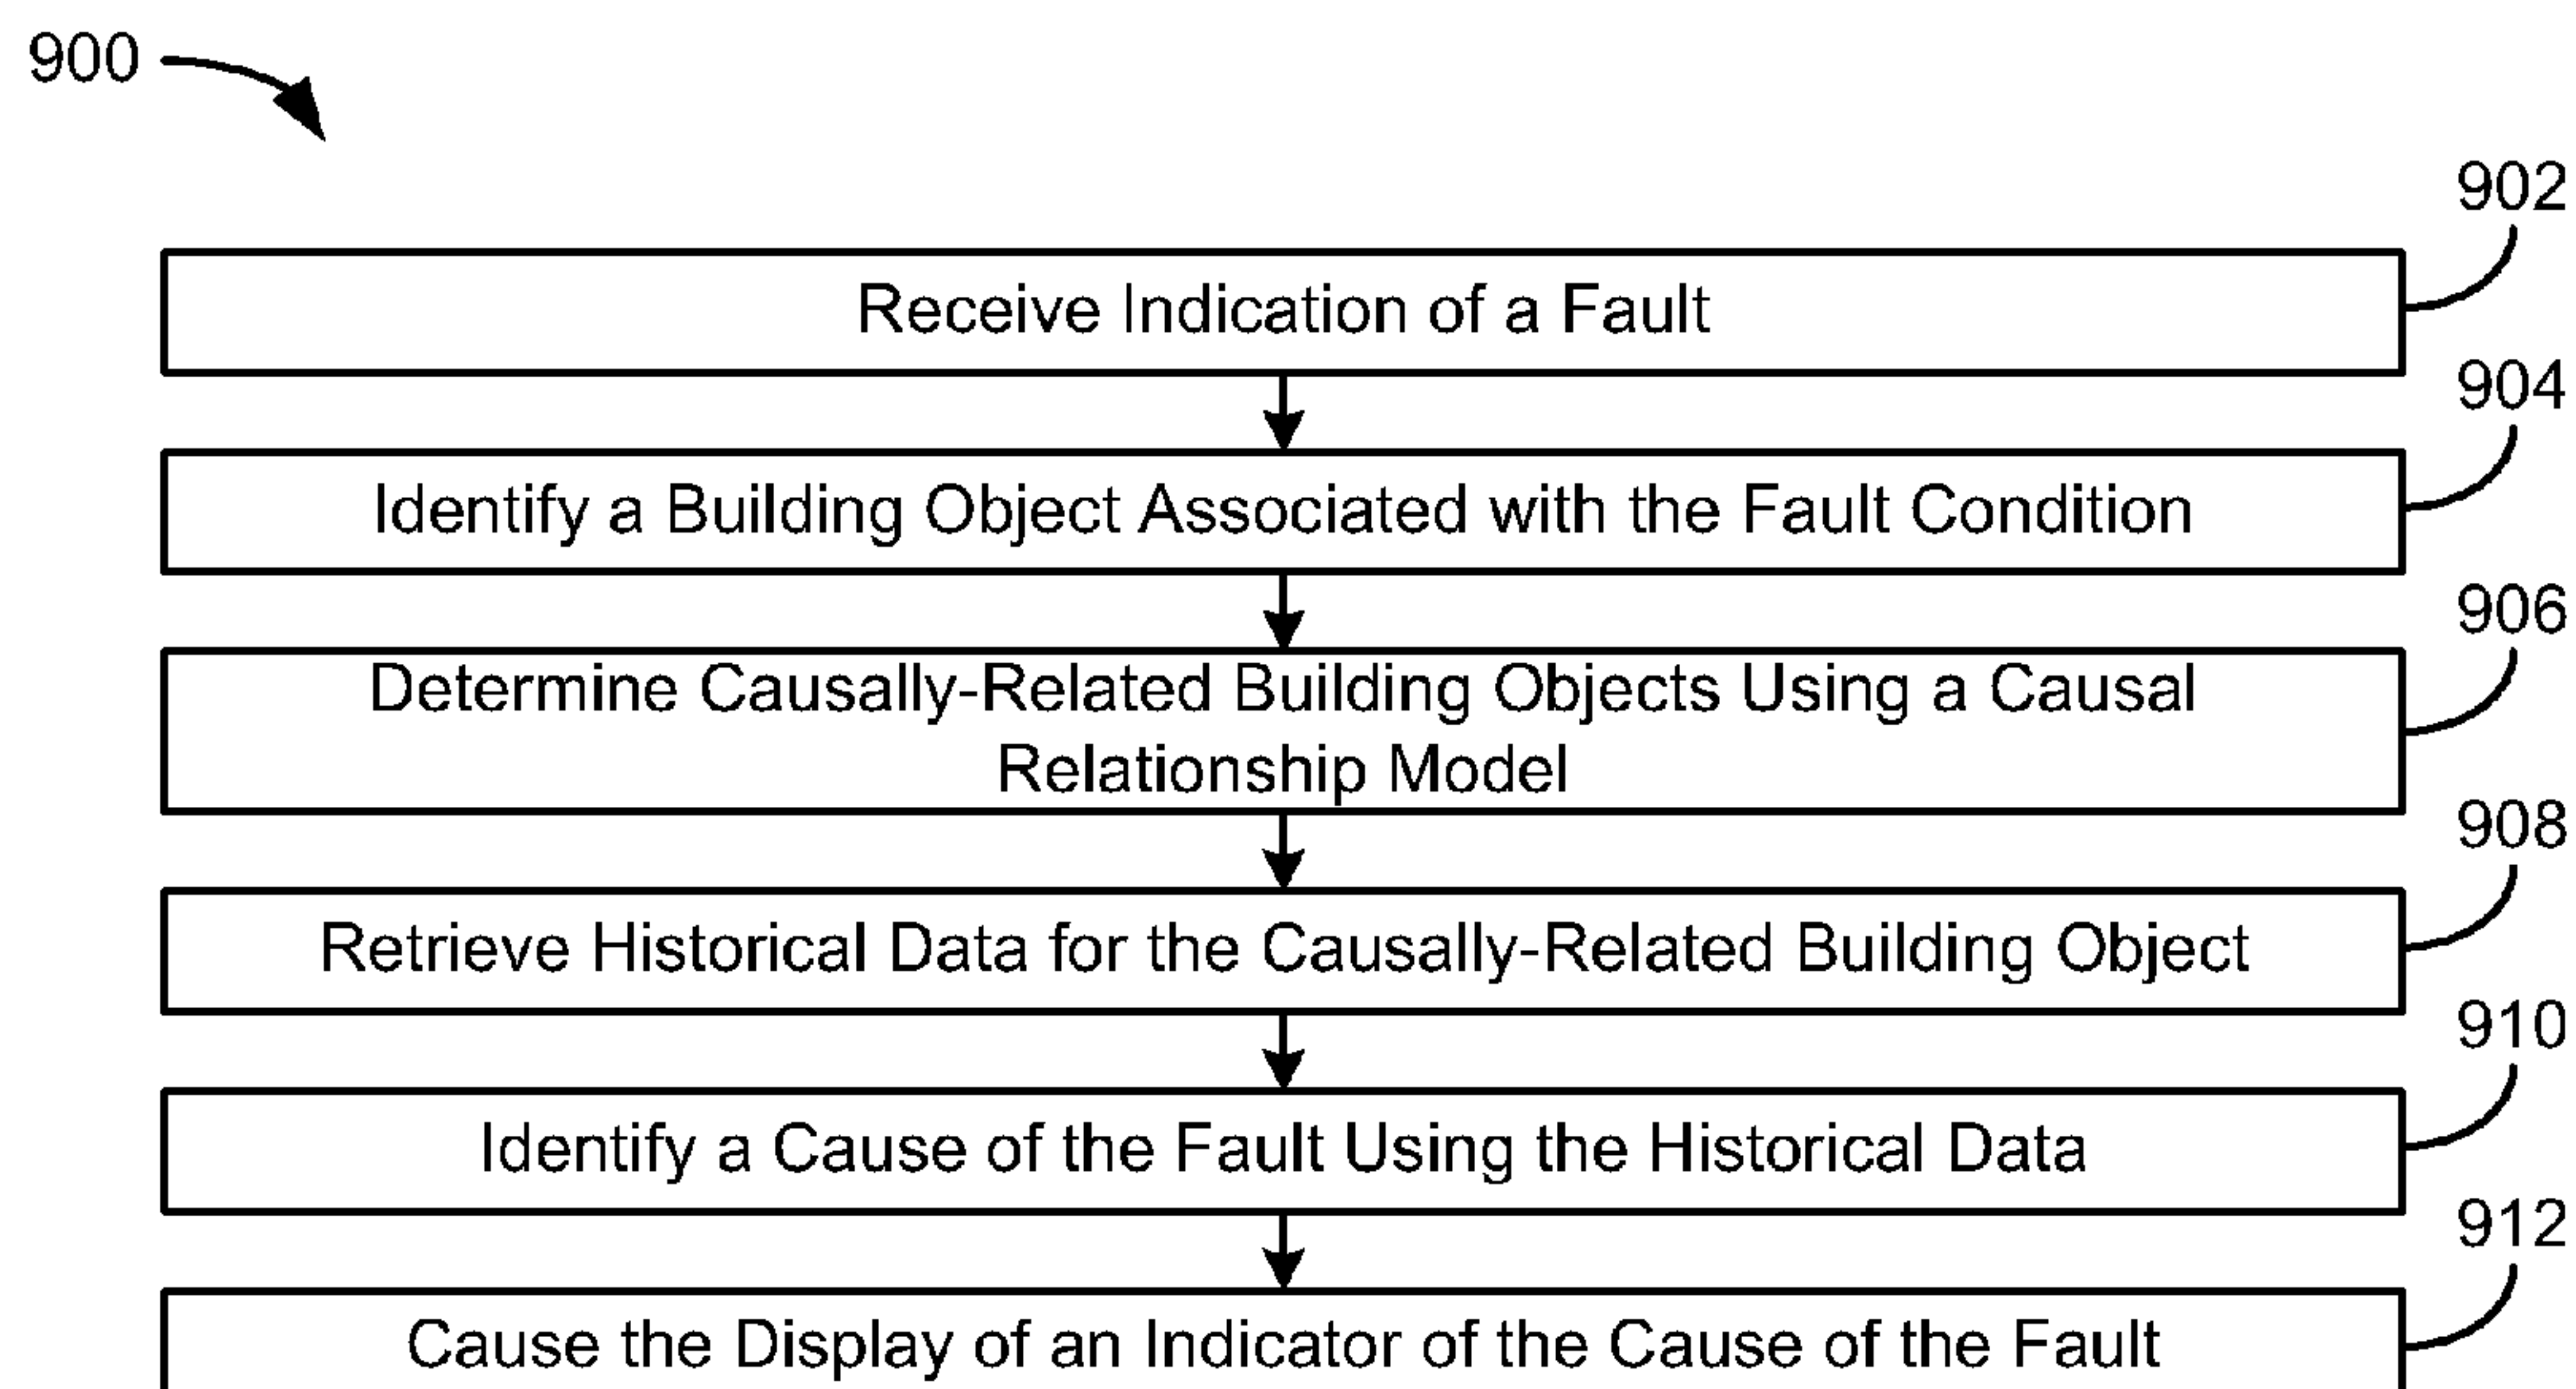 900
902
Receive Indication of a Fault
904
Identify a Building Object Associated with the Fault Condition
906
Determine Causally-Related Building Objects Using a Causal
Relationship Model
908
Retrieve Historical Data for the Causally-Related Building Object
910
Identify a Cause of the Fault Using the Historical Data
912
Cause the Display of an Indicator of the Cause of the Fault